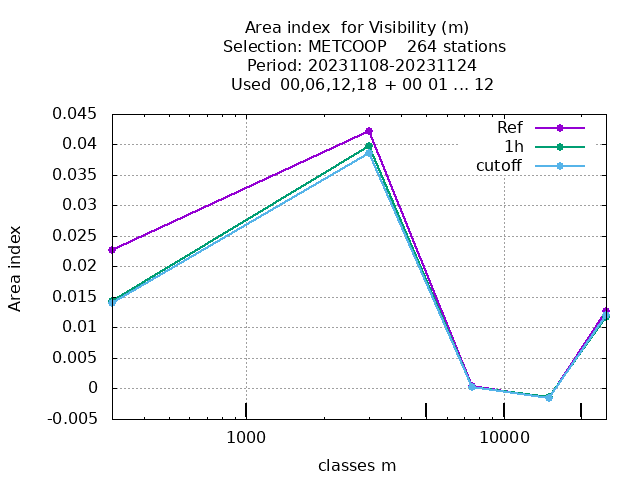 Area index  for Visibility (m)
Selection: METCOOP    264 stations
Period: 20231108-20231124
Used  00,06,12,18  + 00 01 ... 12
0.045
0.04
0.035
0.03
0.025
0.02
0.015
0.01
0.005
0
-0.005
Area index
Ref
1h
cutoff
1000
10000
classes m